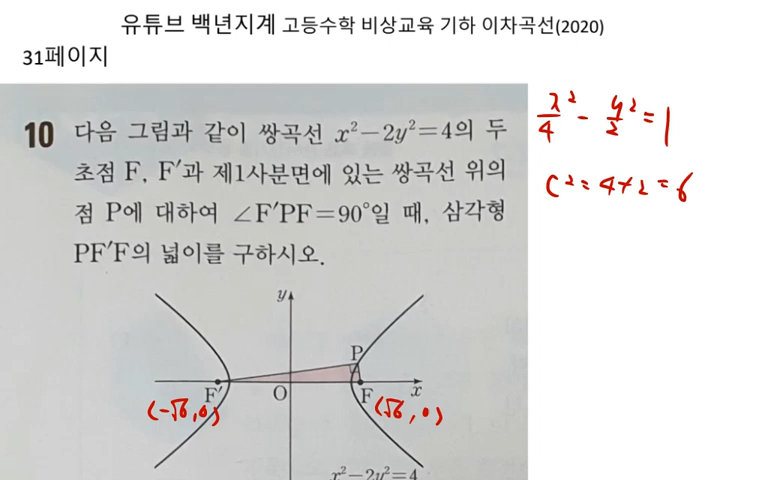 유튜브 백년지계 고등수학 비상교육 기하 이차곡선(2020)
31페이지
10 다음 그림과 같이 쌍곡선 x²−2y²=4의 두
초점 F, F′과 제1사분면에 있는 쌍곡선 위의
점 P에 대하여 ∠F′PF=90°일 때, 삼각형
PF′F의 넓이를 구하시오.
x²/4 - y²/2 = 1
c² = 4+2 = 6
y
P
F′ O F x
(-√6, 0) (√6, 0)
x²−2y²=4